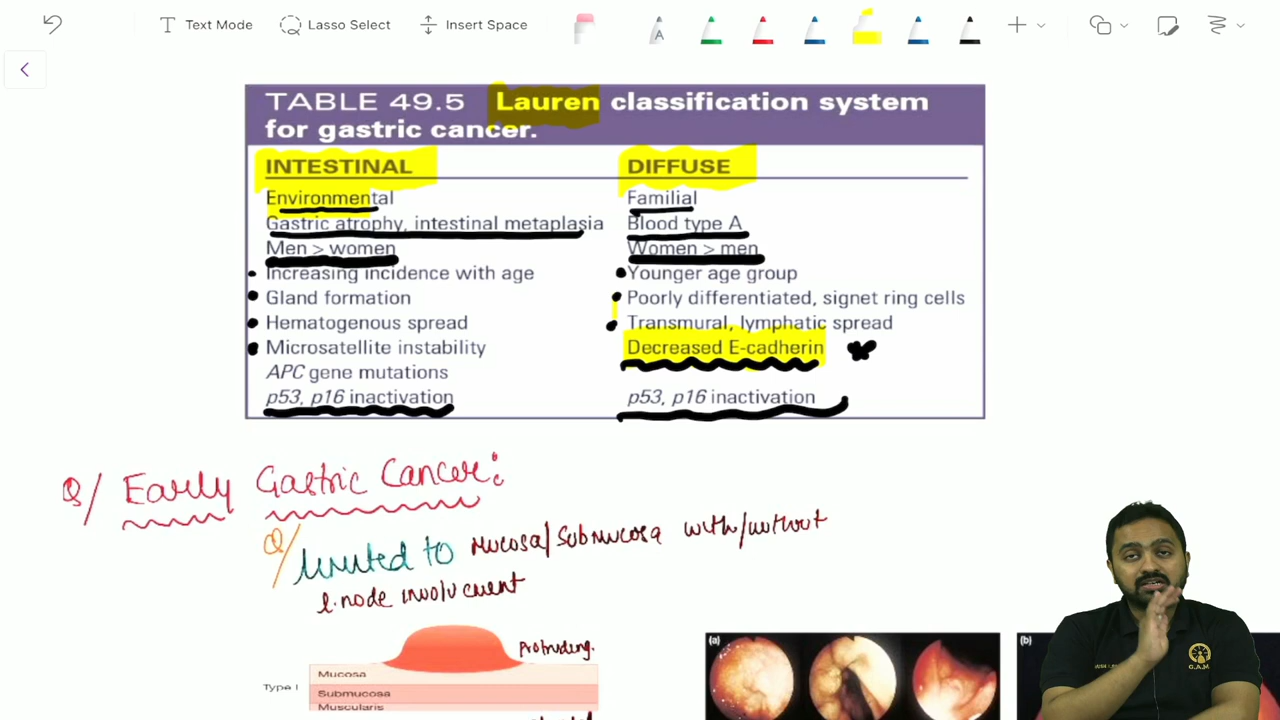 Text Mode
Lasso Select
Insert Space
A
TABLE 49.5 Lauren classification system
for gastric cancer.
INTESTINAL
Environmental
Gastric atrophy, intestinal metaplasia
Men > women
Increasing incidence with age
Gland formation
Hematogenous spread
Microsatellite instability
APC gene mutations
p53, p16 inactivation
DIFFUSE
Familial
Blood type A
Women > men
Younger age group
Poorly differentiated, signet ring cells
Transmural, lymphatic spread
Decreased E-cadherin
p53, p16 inactivation
Q/ Early Gastric Cancer:
Q/ Limited to Mucosa/Submucosa with/without
l. node involvement
Protruding.
Type I
Mucosa
Submucosa
Muscularis
(a)
(b)
G.A.M